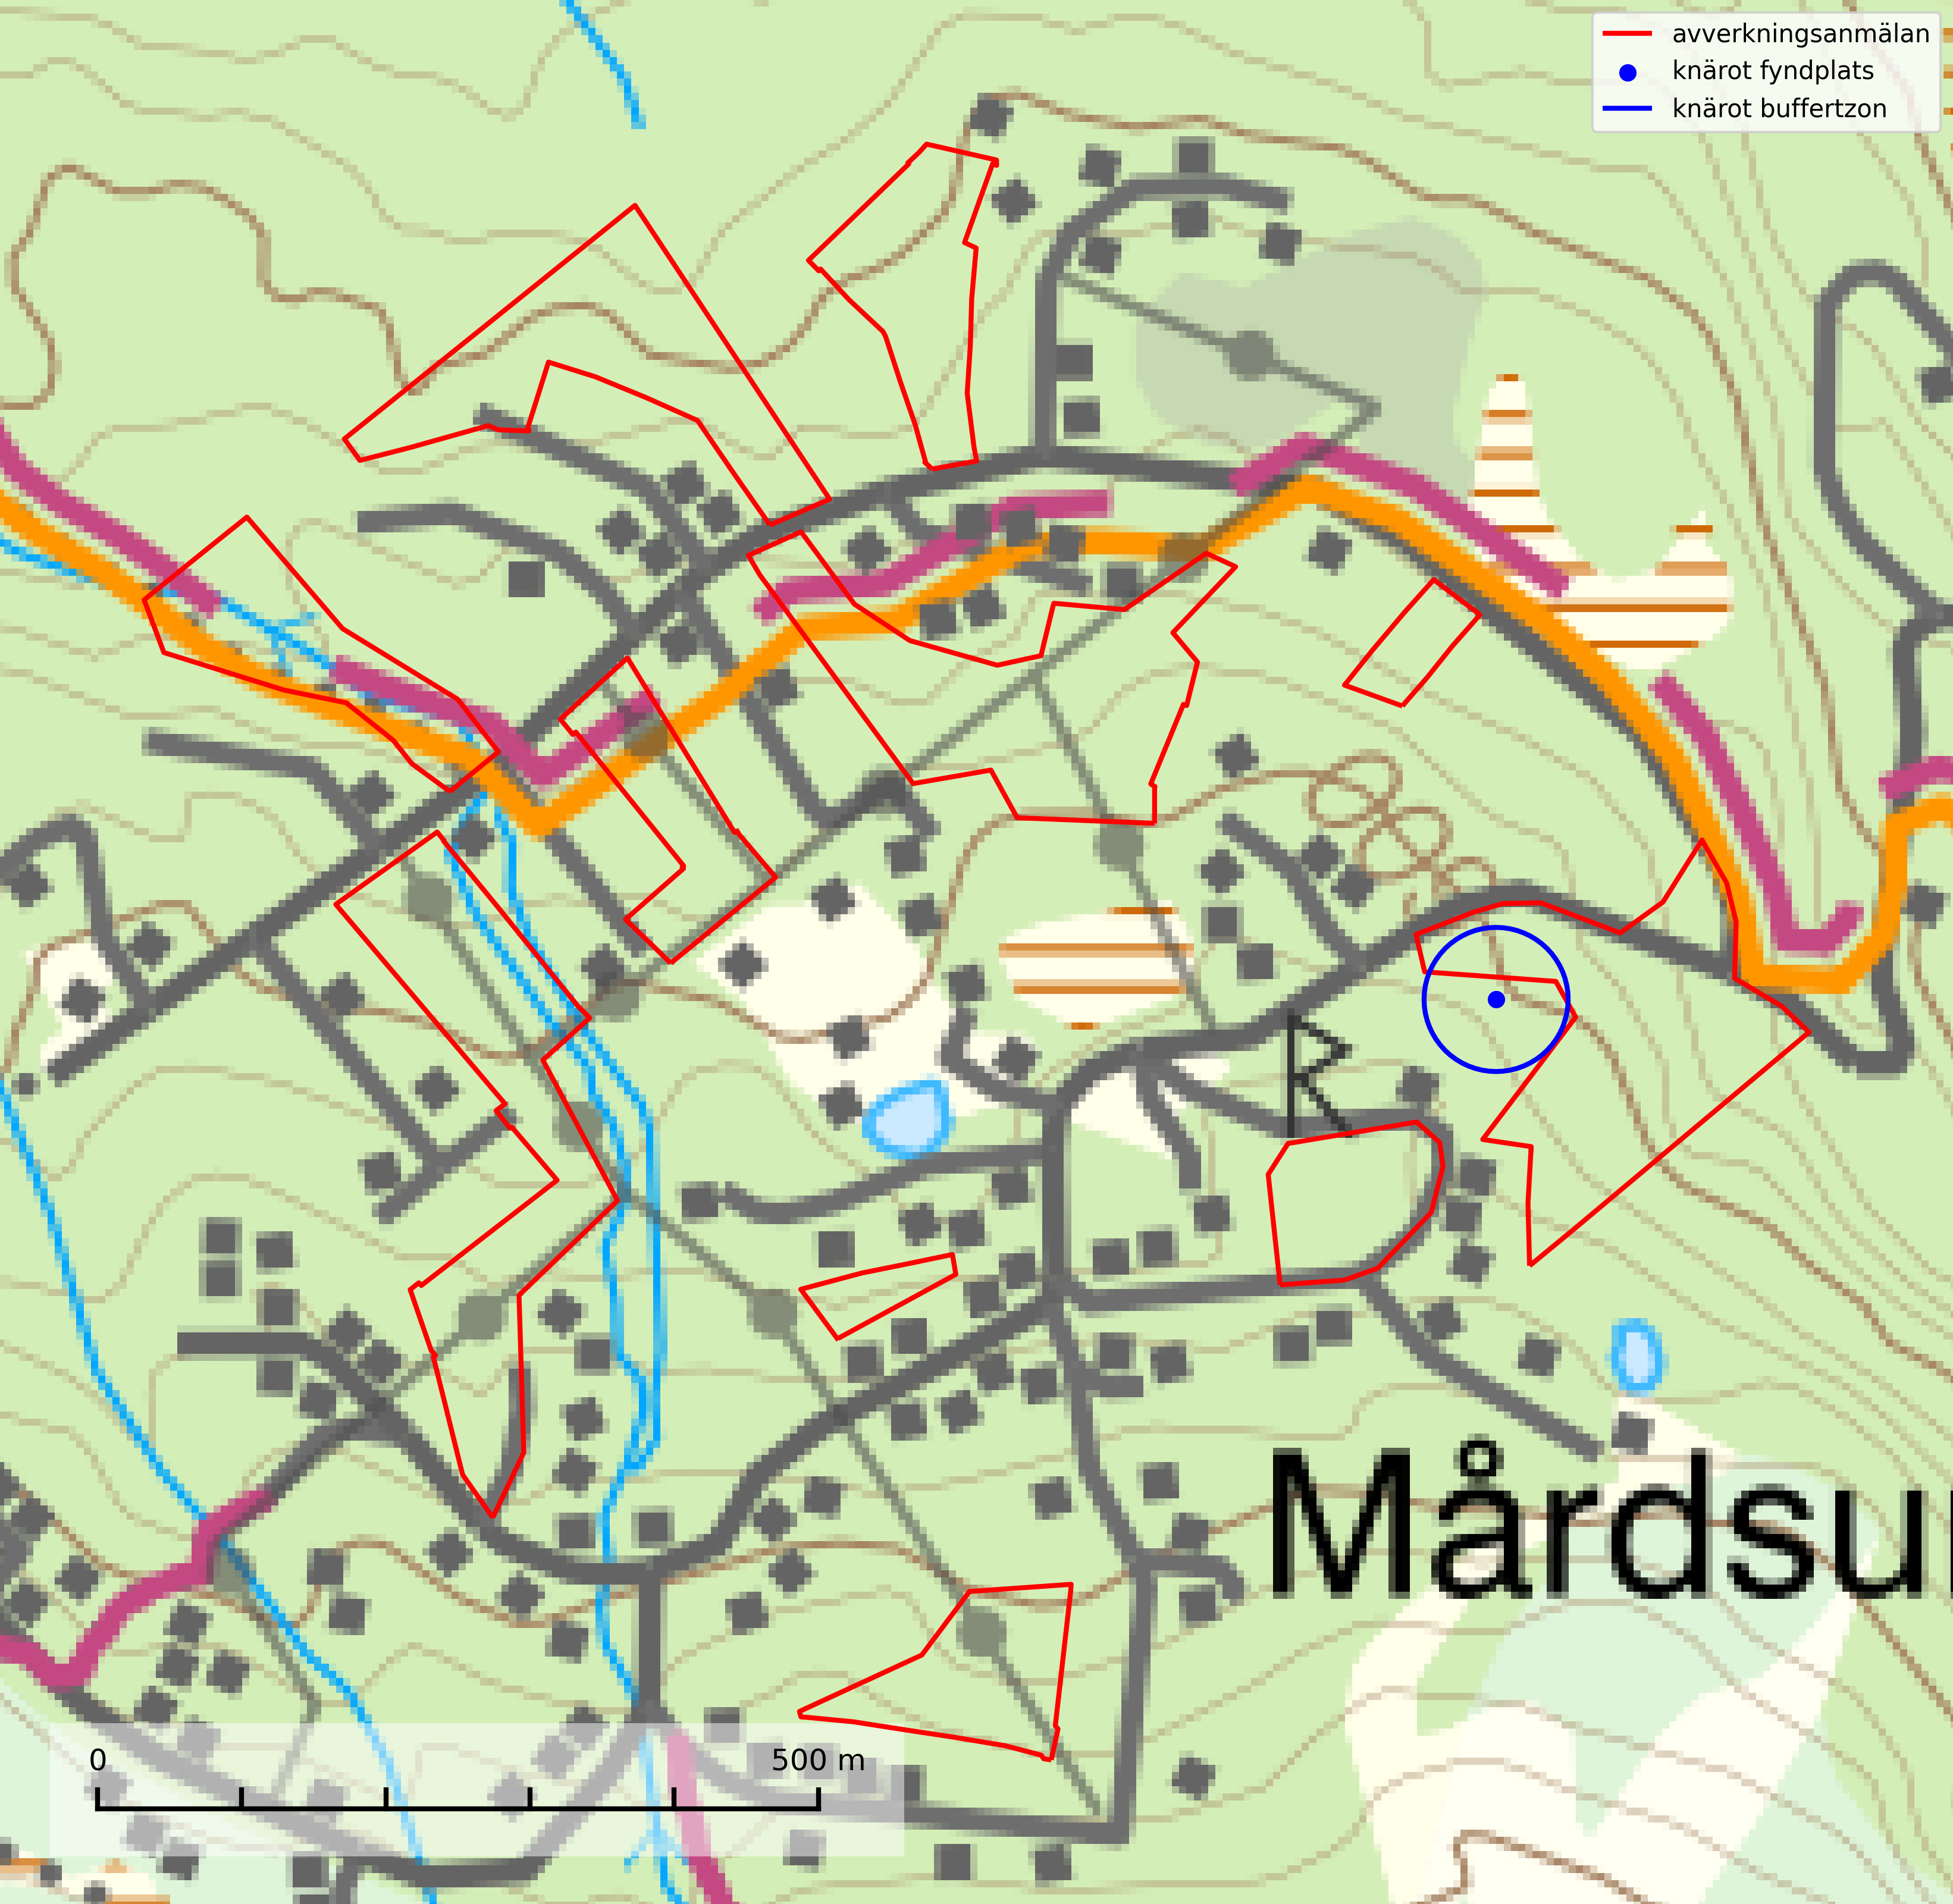 avverkningsanmälan
knärot fyndplats
knärot buffertzon
R
Mårdsu
0 500 m